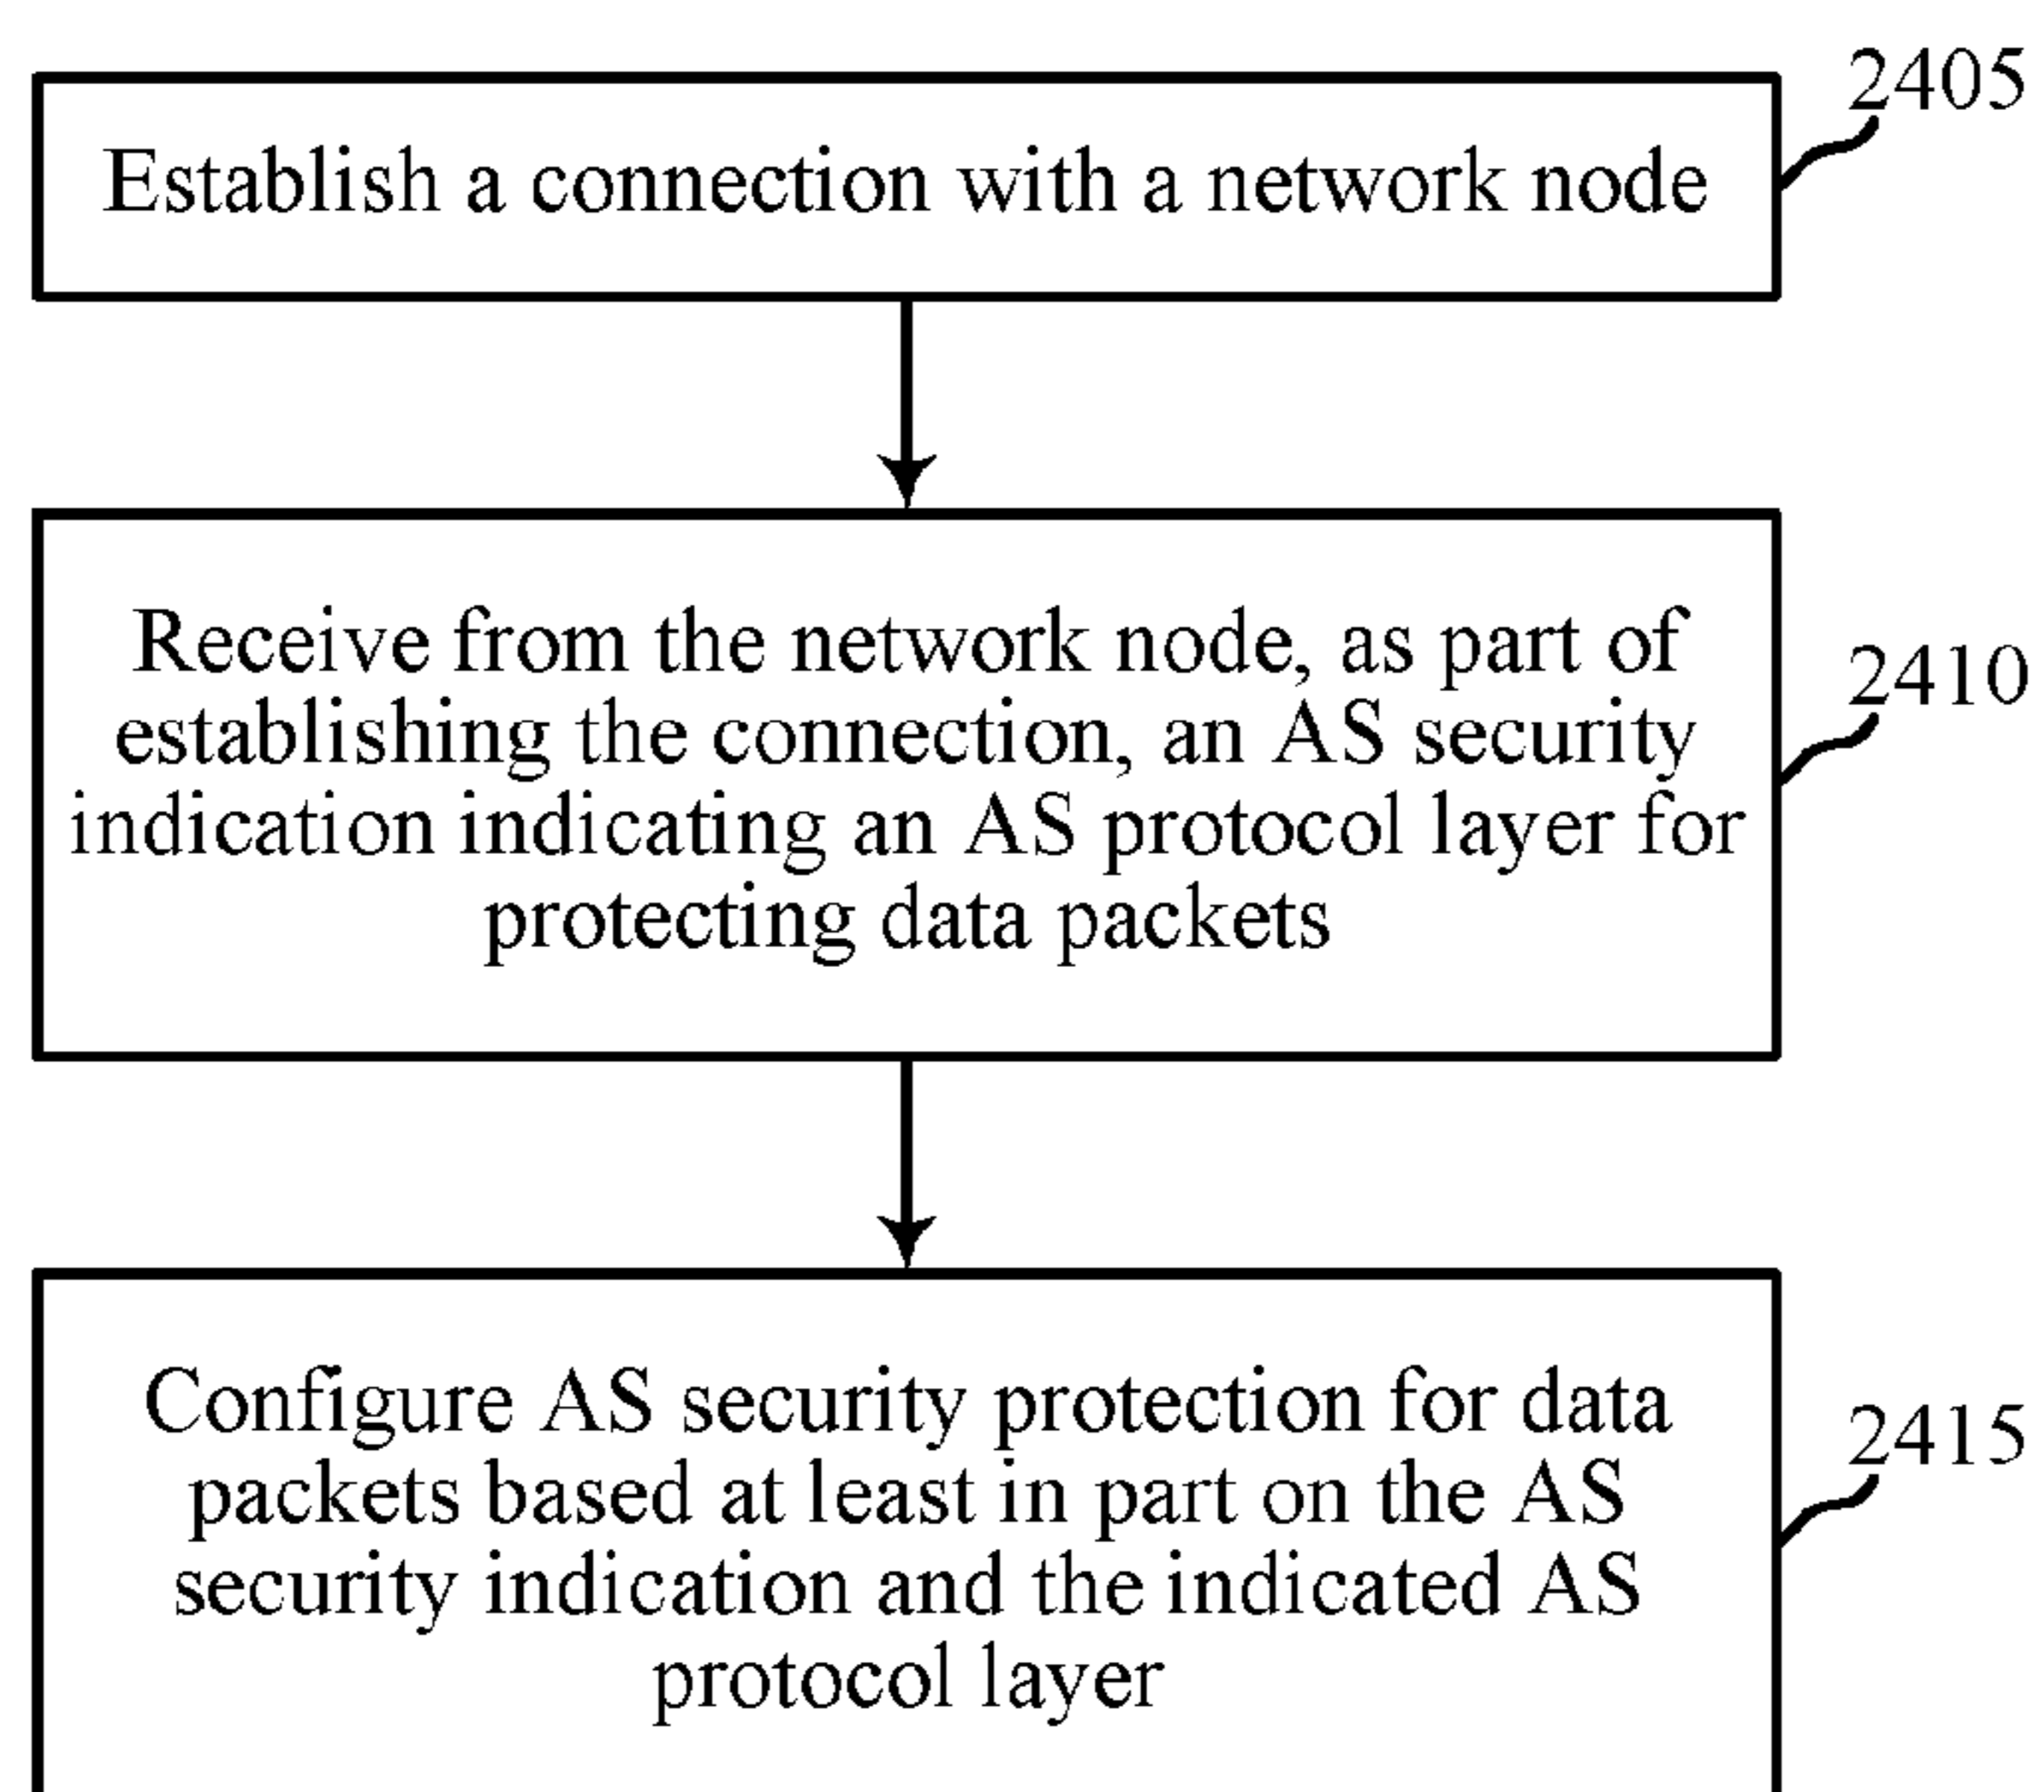 2405
Establish a connection with a network node
Receive from the network node, as part of
establishing the connection, an AS security
indication indicating an AS protocol layer for
protecting data packets
2410
Configure AS security protection for data
packets based at least in part on the AS
security indication and the indicated AS
protocol layer
2415